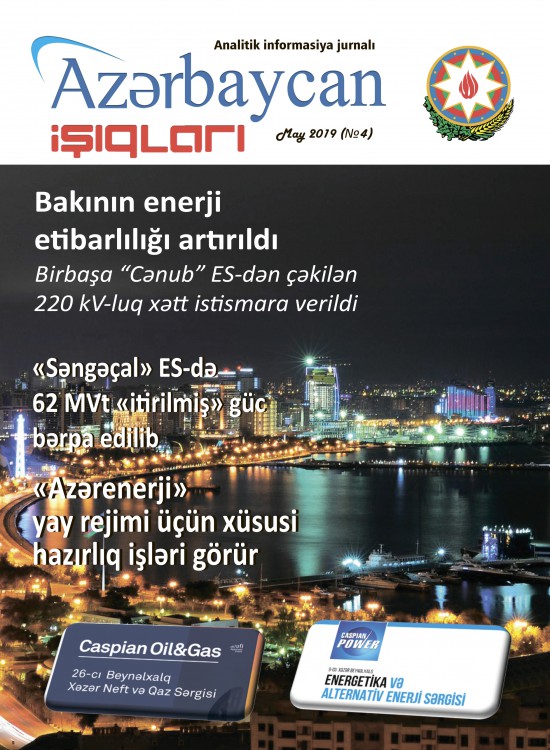 Analitik informasiya jurnalı
Azərbaycan
işıqları
May 2019 (№4)
Bakının enerji
etibarlılığı artırıldı
Birbaşa “Cənub” ES-dən çəkilən
220 kV-luq xətt istismara verildi
«Səngəçal» ES-də
62 MVt «itirilmiş» güc
bərpa edilib
«Azərenerji»
yay rejimi üçün xüsusi
hazırlıq işləri görür
Caspian Oil&Gas
26-cı Beynəlxalq
Xəzər Neft və Qaz Sərgisi
CASPIAN
POWER
BEYNƏLXALQ
ENERGETİKA VƏ
ALTERNATİV ENERJİ SƏRGİSİ